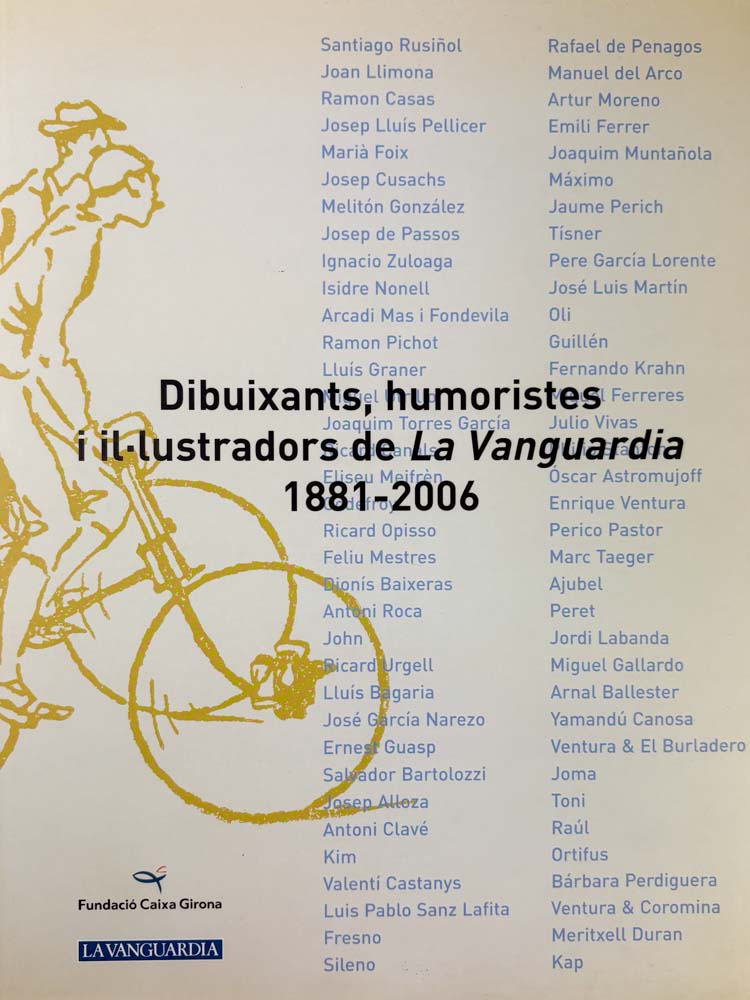 Santiago Rusiñol
Joan Llimona
Ramon Casas
Josep Lluís Pellicer
Marià Foix
Josep Cusachs
Melitón González
Josep de Passos
Ignacio Zuloaga
Isidre Nonell
Arcadi Mas i Fondevila
Ramon Pichot
Lluís Graner
Miguel Utrillo
Joaquim Torres García
Ricard Canals
Eliseu Meifrèn
Godefroy
Ricard Opisso
Feliu Mestres
Dionís Baixeras
Antoni Roca
John
Ricard Urgell
Lluís Bagaria
José García Narezo
Ernest Guasp
Salvador Bartolozzi
Josep Alloza
Antoni Clavé
Kim
Valentí Castanys
Luis Pablo Sanz Lafita
Fresno
Sileno
Rafael de Penagos
Manuel del Arco
Artur Moreno
Emili Ferrer
Joaquim Muntañola
Máximo
Jaume Perich
Tísner
Pere García Lorente
José Luis Martín
Oli
Guillén
Fernando Krahn
Ferreres
Julio Vivas
Óscar Astromujoff
Enrique Ventura
Perico Pastor
Marc Taeger
Ajubel
Peret
Jordi Labanda
Miguel Gallardo
Arnal Ballester
Yamandú Canosa
Ventura & El Burladero
Joma
Toni
Raúl
Ortifus
Bárbara Perdiguera
Ventura & Coromina
Meritxell Duran
Kap
Dibuixants, humoristes
i il·lustradors de La Vanguardia
1881-2006
Fundació Caixa Girona
LA VANGUARDIA